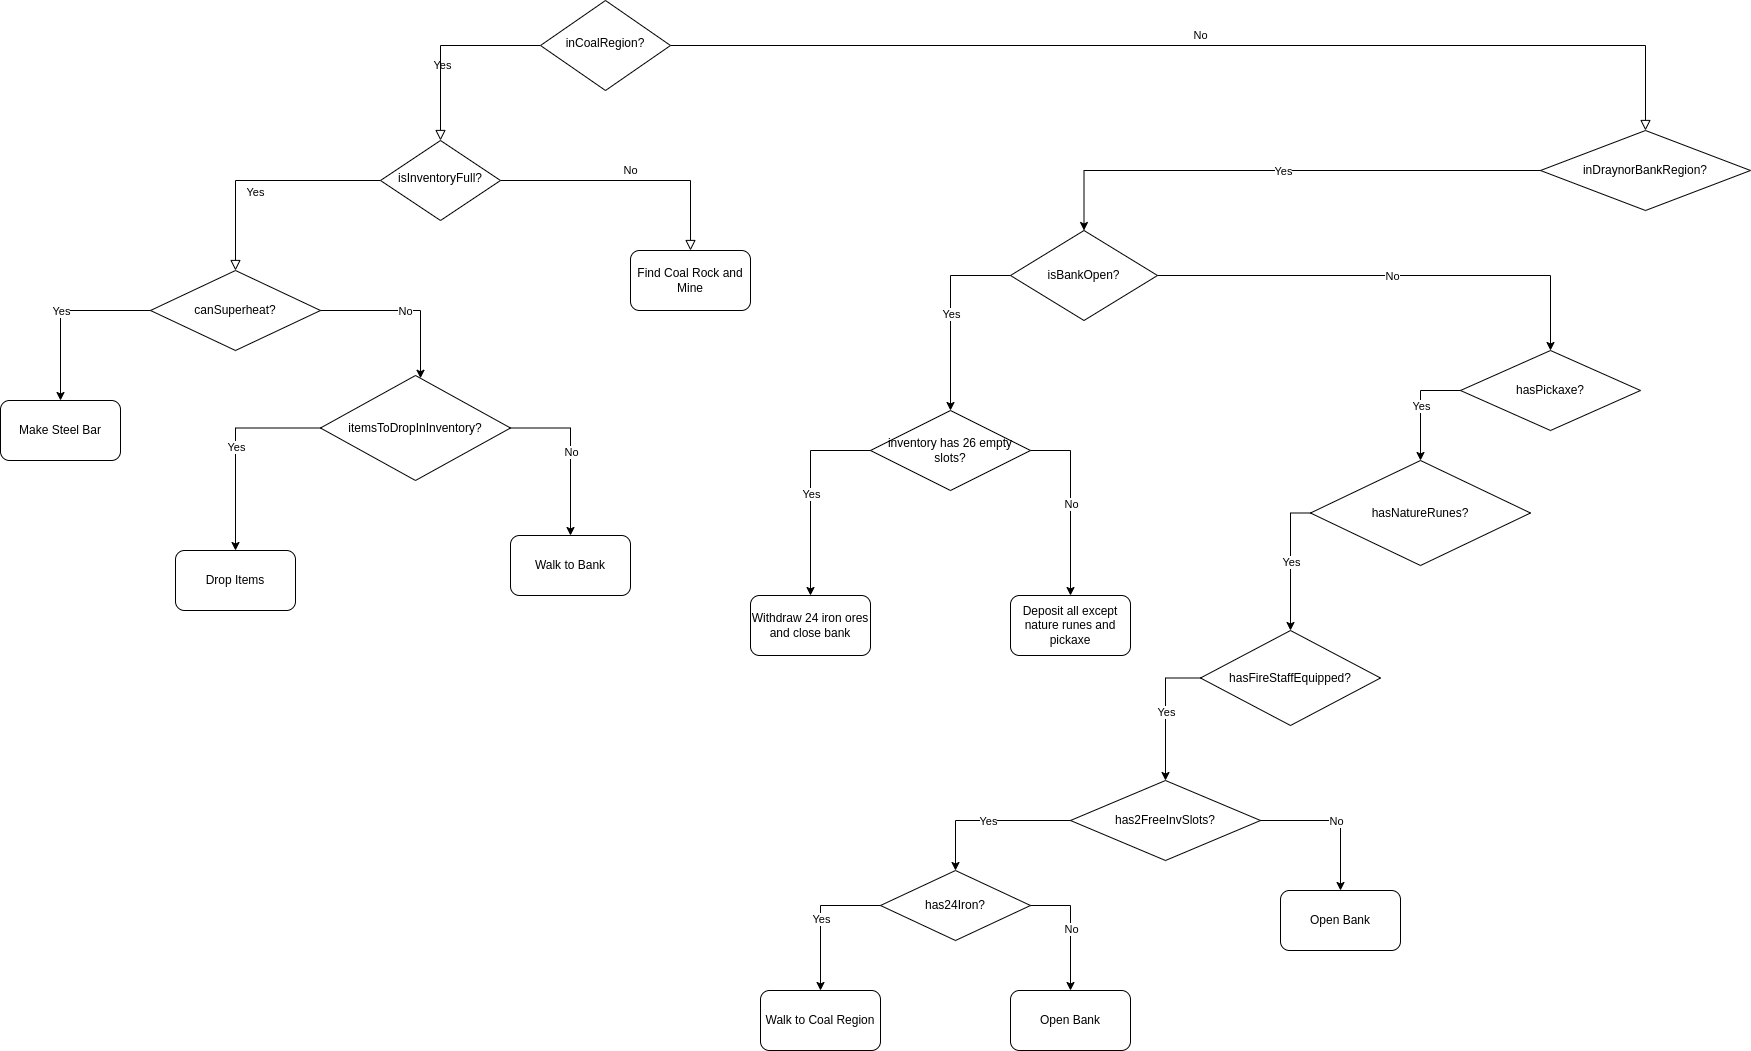 inCoalRegion?
No
Yes
inDraynorBankRegion?
isInventoryFull?
No
Yes
Yes
Find Coal Rock and
Mine
isBankOpen?
No
Yes
canSuperheat?
Yes
No
Make Steel Bar
itemsToDropInInventory?
Yes
No
Drop Items
Walk to Bank
hasPickaxe?
Yes
inventory has 26 empty
slots?
Yes
No
Withdraw 24 iron ores
and close bank
Deposit all except
nature runes and
pickaxe
hasNatureRunes?
Yes
hasFireStaffEquipped?
Yes
has2FreeInvSlots?
Yes
No
has24Iron?
Yes
No
Open Bank
Walk to Coal Region
Open Bank